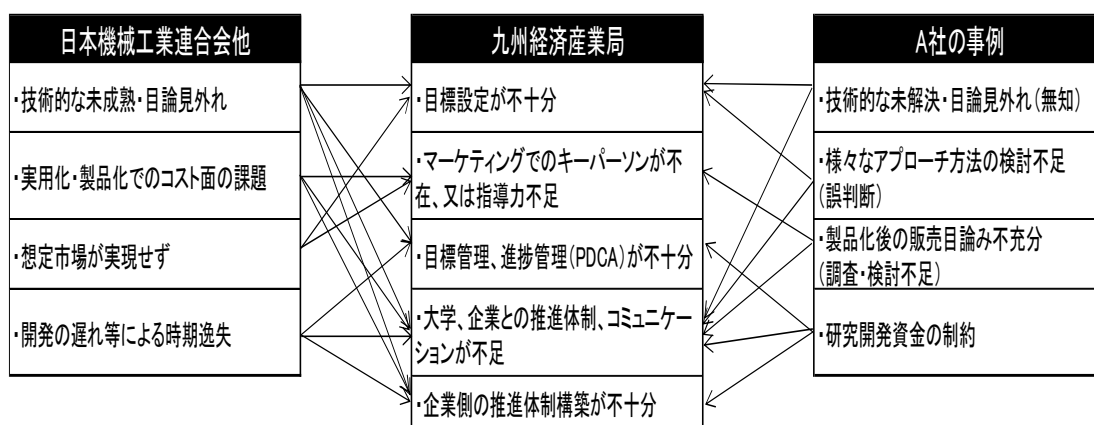 日本機械工業連合会他
・技術的な未成熟・目論見外れ
・実用化・製品化でのコスト面の課題
・想定市場が実現せず
・開発の遅れ等による時期逸失
九州経済産業局
・目標設定が不十分
・マーケティングでのキーパーソンが不
在、又は指導力不足
・目標管理、進捗管理(PDCA)が不十分
・大学、企業との推進体制、コミュニケー
ションが不足
・企業側の推進体制構築が不十分
A社の事例
・技術的な未解決・目論見外れ(無知)
・様々なアプローチ方法の検討不足
(誤判断)
・製品化後の販売目論み不充分
(調査・検討不足)
・研究開発資金の制約